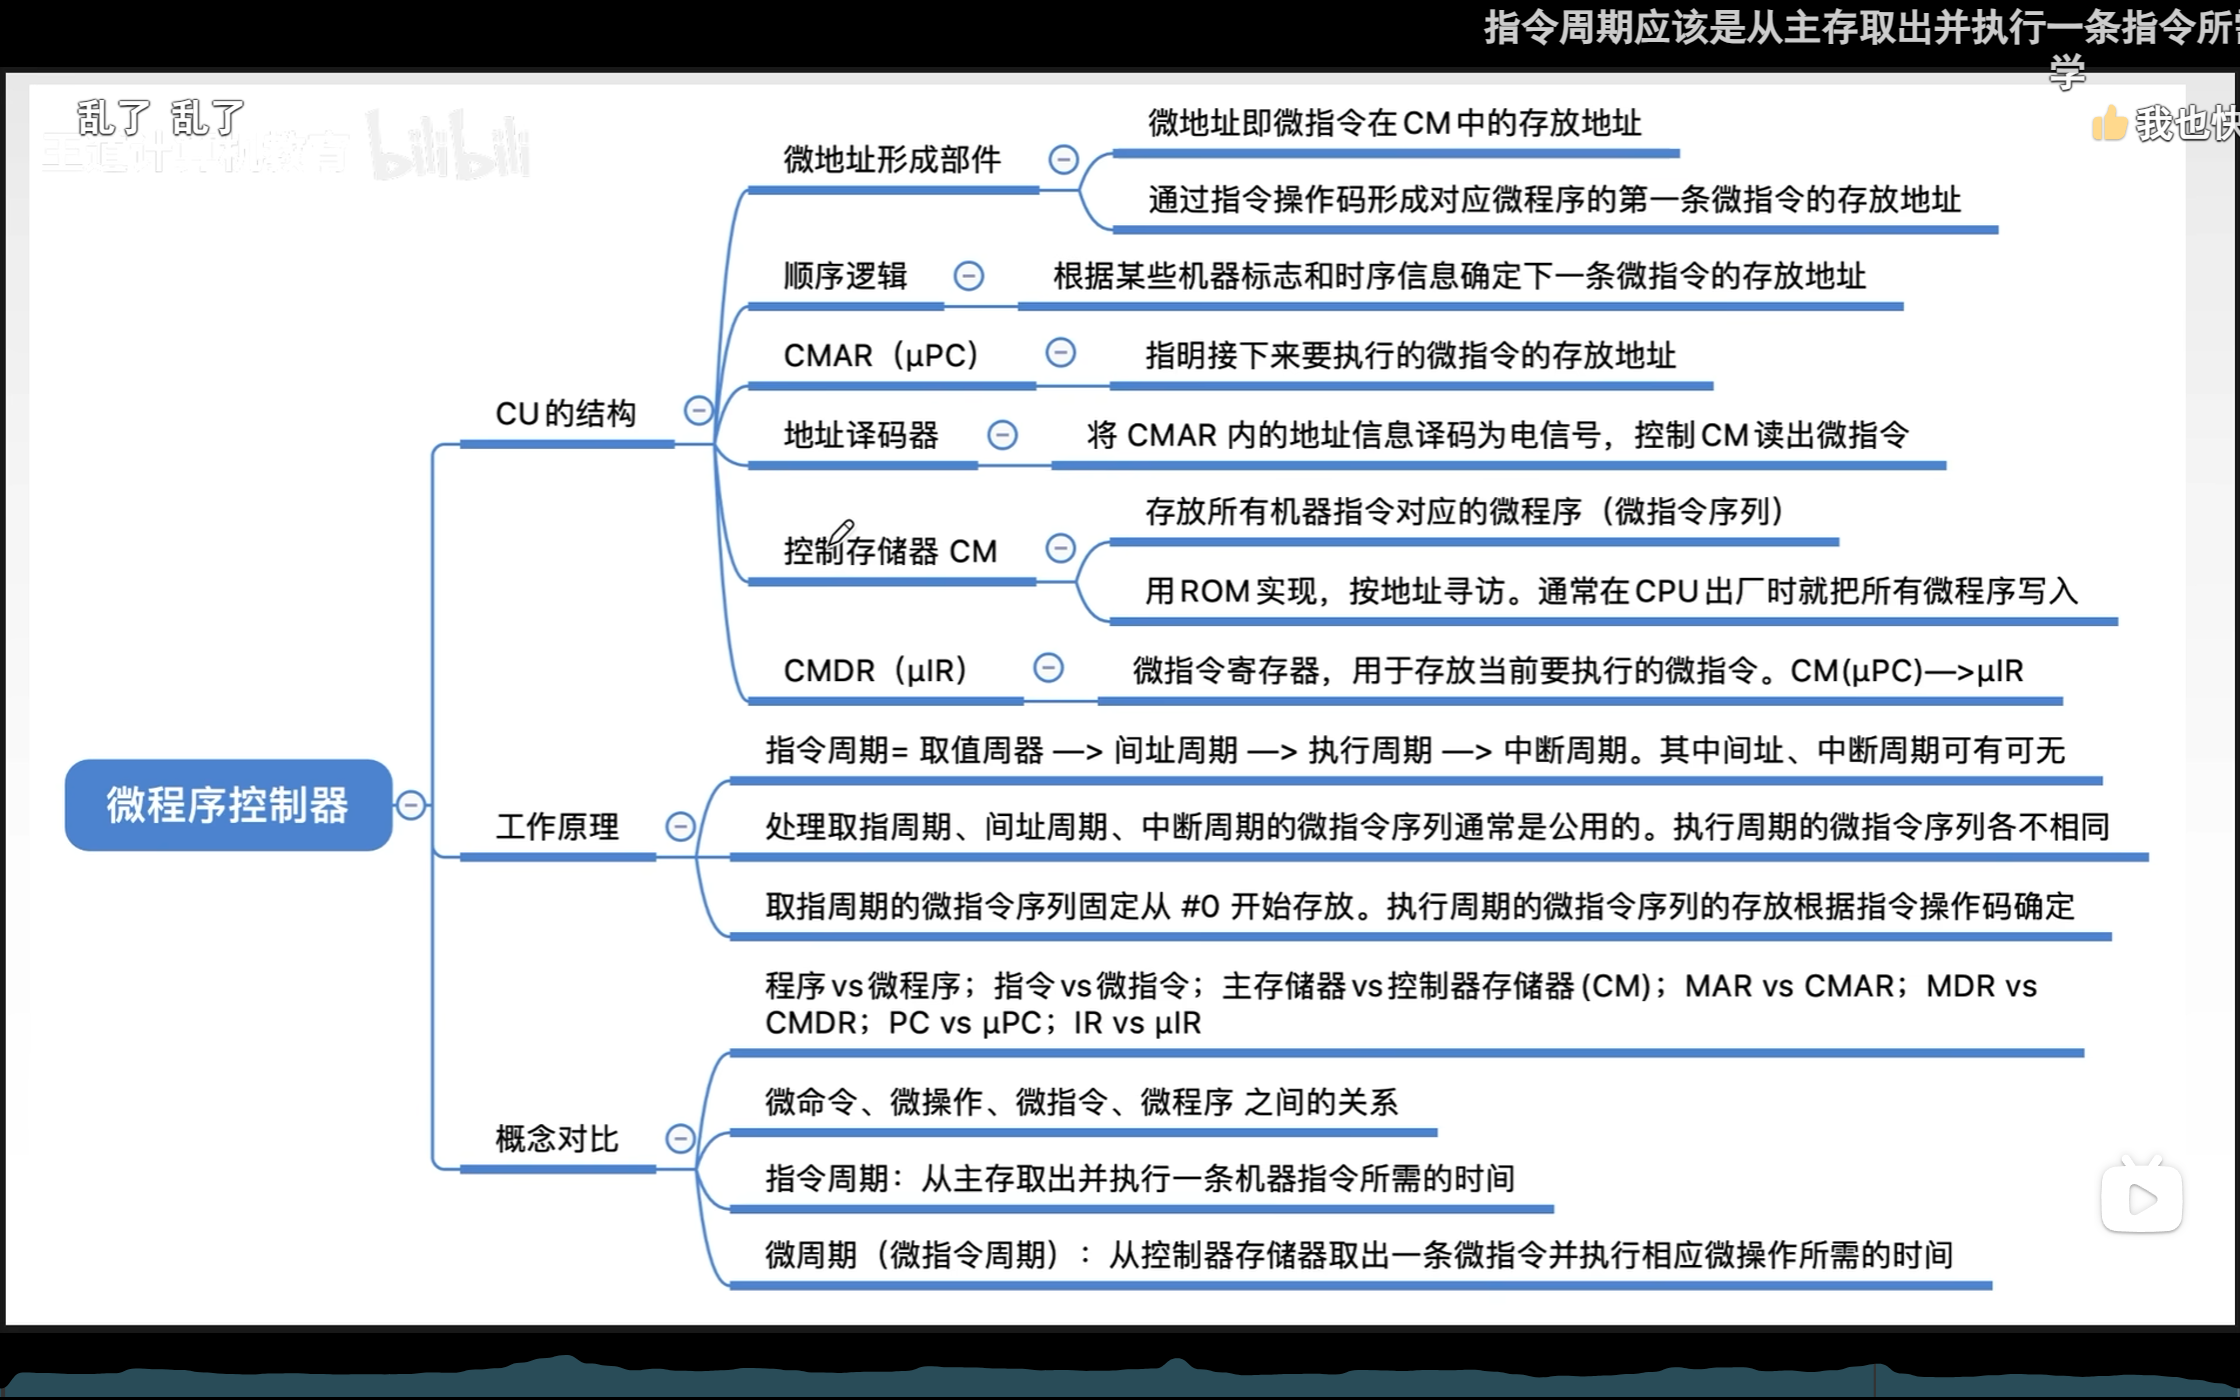 指令周期应该是从主存取出并执行一条指令所
学
乱了 乱了
我也快
王道计算机教育 bilibili
微地址即微指令在CM中的存放地址
微地址形成部件
通过指令操作码形成对应微程序的第一条微指令的存放地址
顺序逻辑
根据某些机器标志和时序信息确定下一条微指令的存放地址
CMAR（μPC）
指明接下来要执行的微指令的存放地址
CU的结构
地址译码器
将 CMAR 内的地址信息译码为电信号，控制CM读出微指令
存放所有机器指令对应的微程序（微指令序列）
控制存储器 CM
用ROM实现，按地址寻访。通常在CPU出厂时就把所有微程序写入
CMDR（μIR）
微指令寄存器，用于存放当前要执行的微指令。CM(μPC)—>μIR
微程序控制器
指令周期= 取值周器 —> 间址周期 —> 执行周期 —> 中断周期。其中间址、中断周期可有可无
工作原理
处理取指周期、间址周期、中断周期的微指令序列通常是公用的。执行周期的微指令序列各不相同
取指周期的微指令序列固定从 #0 开始存放。执行周期的微指令序列的存放根据指令操作码确定
程序vs微程序；指令vs微指令；主存储器vs控制器存储器(CM)；MAR vs CMAR；MDR vs
CMDR；PC vs μPC；IR vs μIR
微命令、微操作、微指令、微程序 之间的关系
概念对比
指令周期：从主存取出并执行一条机器指令所需的时间
微周期（微指令周期）：从控制器存储器取出一条微指令并执行相应微操作所需的时间